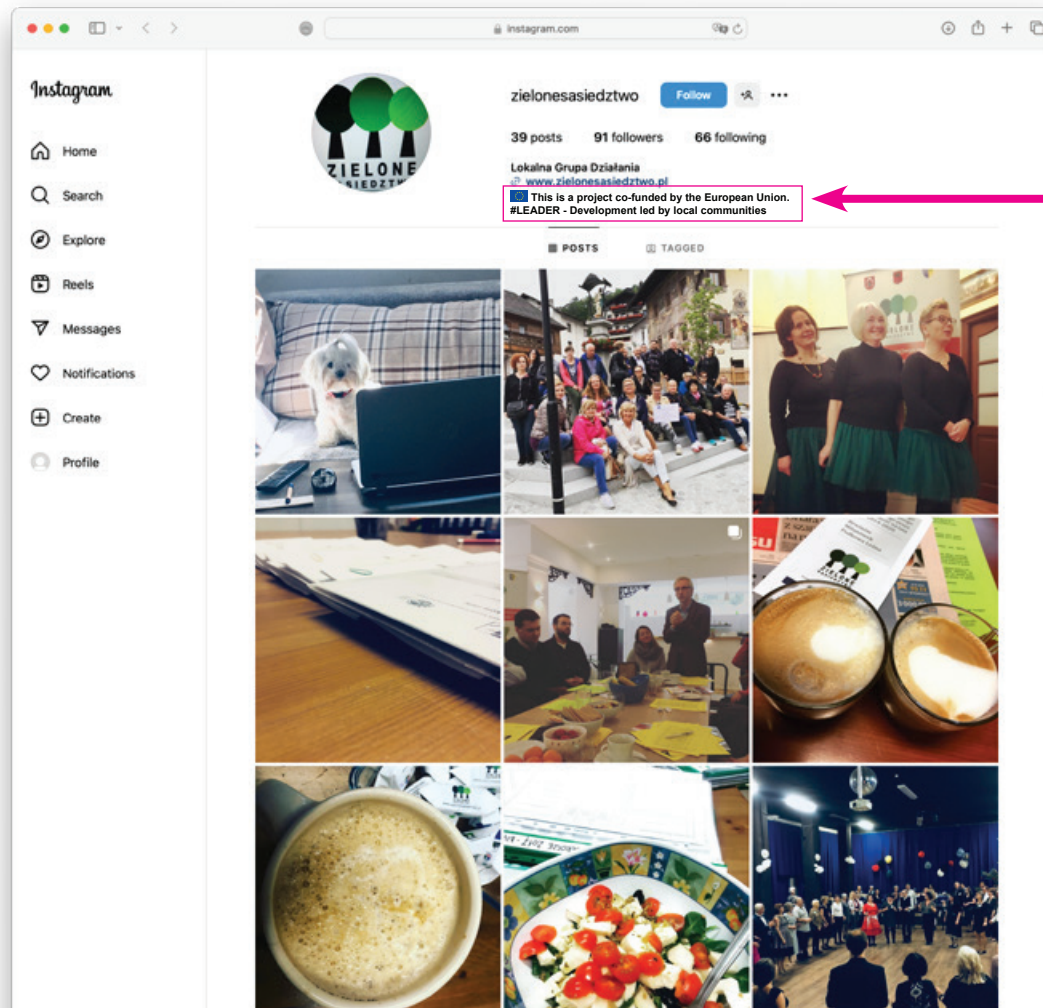 instagram.com
Instagram
Home
Search
Explore
Reels
Messages
Notifications
Create
Profile
ZIELONE
zielonesasiedztwo
Follow
39 posts 91 followers 66 following
Lokalna Grupa Działania
www.zielonesasiedztwo.pl
This is a project co-funded by the European Union.
#LEADER - Development led by local communities
POSTS TAGGED
ZIELONE